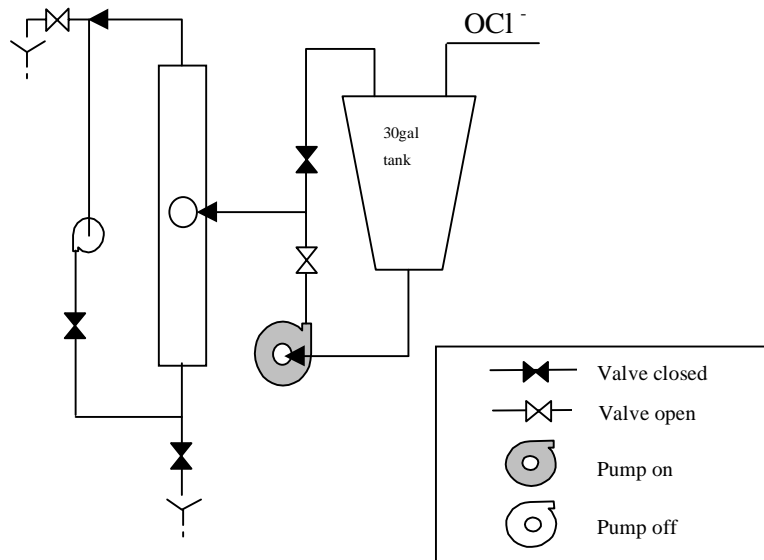 OCl -
30gal
tank
Valve closed
Valve open
Pump on
Pump off